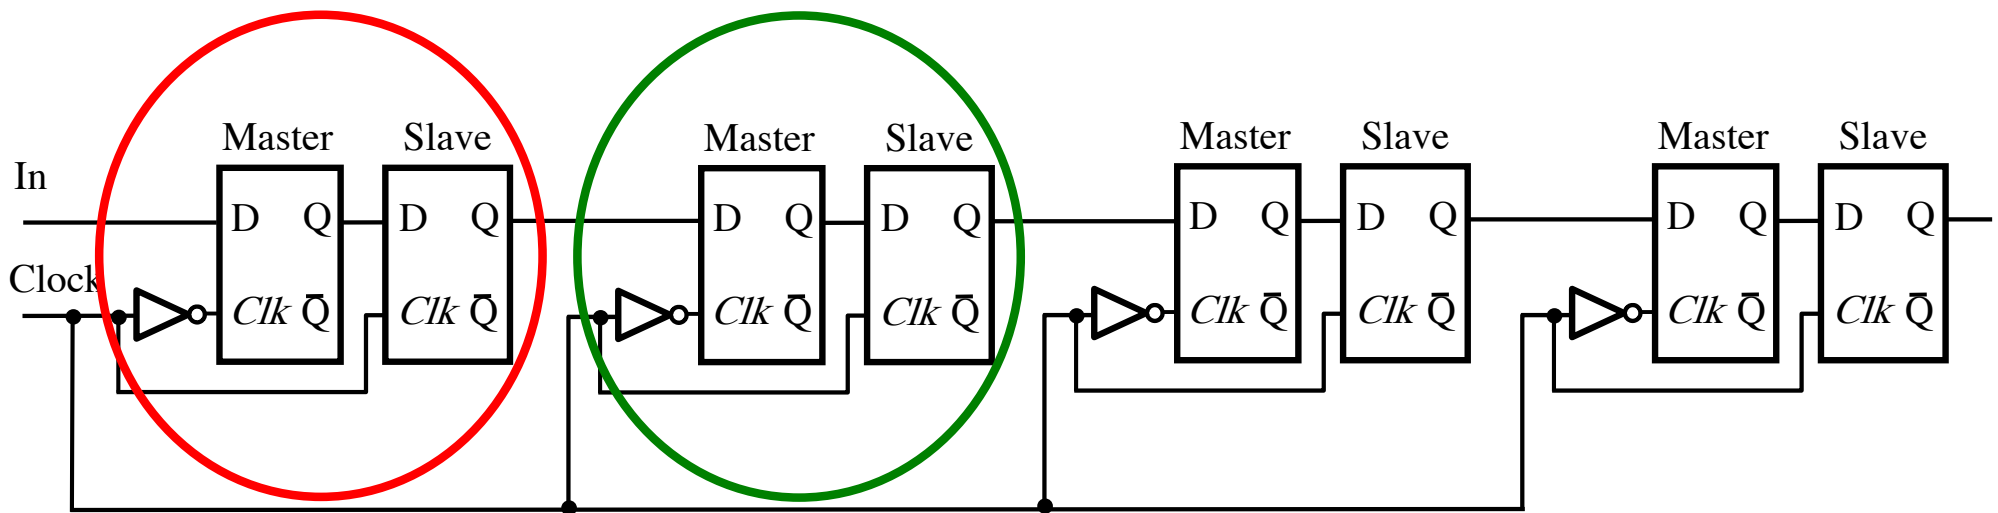 Master Slave Master Slave Master Slave Master Slave
In
D Q D Q D Q D Q D Q D Q D Q D Q
Clock
Clk Q̄ Clk Q̄ Clk Q̄ Clk Q̄ Clk Q̄ Clk Q̄ Clk Q̄ Clk Q̄